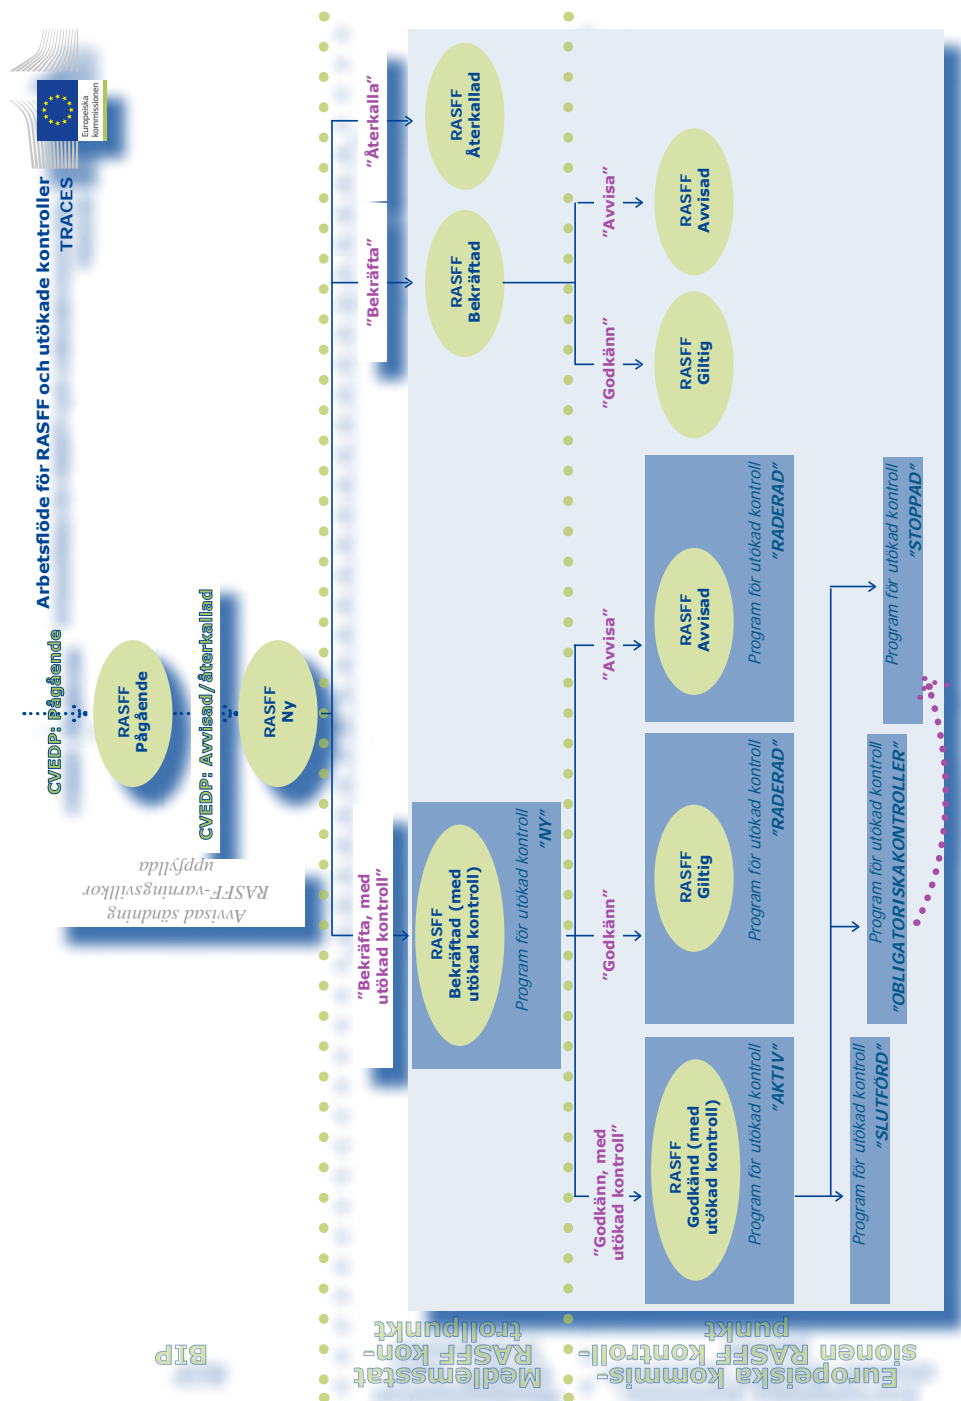 Arbetsflöde för RASFF och utökade kontroller
TRACES
Europeiska
kommissionen
BIP
CVEDP: Pågående
RASFF
Pågående
CVEDP: Avvisad/återkallad
RASFF
Ny
Avvisad sändning
RASFF-varningsvillkor
uppfyllda
Medlemsstat
RASFF kon-
trollpunkt
”Bekräfta, med
utökad kontroll”
”Bekräfta”
”Återkalla”
RASFF
Bekräftad (med
utökad kontroll)
Program för utökad kontroll
”NY”
RASFF
Bekräftad
RASFF
Återkallad
Europeiska kommis-
sionen RASFF kontroll-
punkt
”Godkänn, med
utökad kontroll”
”Godkänn”
”Avvisa”
”Godkänn”
”Avvisa”
RASFF
Godkänd (med
utökad kontroll)
Program för utökad kontroll
”AKTIV”
RASFF
Giltig
Program för utökad kontroll
”RADERAD”
RASFF
Avvisad
Program för utökad kontroll
”RADERAD”
RASFF
Giltig
RASFF
Avvisad
Program för utökad kontroll
”SLUTFÖRD”
Program för utökad kontroll
”OBLIGATORISKAKONTROLLER”
Program för utökad kontroll
”STOPPAD”